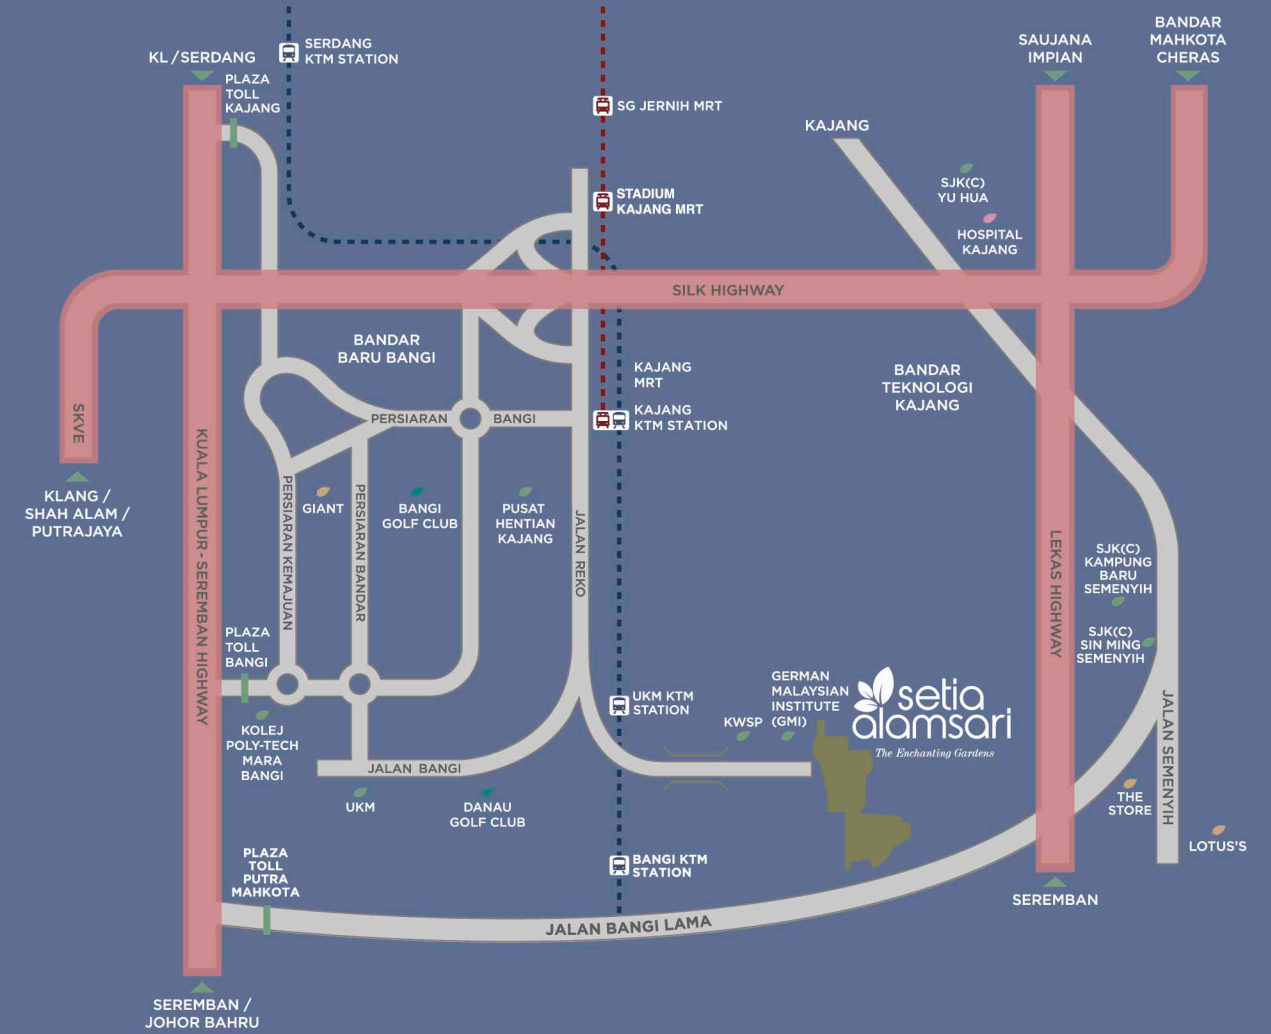 KL/SERDANG
SERDANG
KTM STATION
SAUJANA
IMPIAN
BANDAR
MAHKOTA
CHERAS
PLAZA
TOLL
KAJANG
SG JERNIH MRT
KAJANG
STADIUM
KAJANG MRT
SJK(C)
YU HUA
HOSPITAL
KAJANG
SILK HIGHWAY
BANDAR
BARU BANGI
KAJANG
MRT
KAJANG
KTM STATION
BANDAR
TEKNOLOGI
KAJANG
SKVE
PERSIARAN
BANGI
KLANG /
SHAH ALAM /
PUTRAJAYA
KUALA LUMPUR - SEREMBAN HIGHWAY
PERSIARAN KEMAJUAN
GIANT
PERSIARAN BANDAR
BANGI
GOLF CLUB
PUSAT
HENTIAN
KAJANG
JALAN REKO
LEKAS HIGHWAY
SJK(C)
KAMPUNG
BARU
SEMENYIH
SJK(C)
SIN MING
SEMENYIH
PLAZA
TOLL
BANGI
UKM KTM
STATION
GERMAN
MALAYSIAN
INSTITUTE
(GMI)
KWSP
setia
alamsari
The Enchanting Gardens
JALAN SEMENYIH
KOLEJ
POLY-TECH
MARA
BANGI
JALAN BANGI
UKM
DANAU
GOLF CLUB
THE
STORE
LOTUS'S
PLAZA
TOLL
PUTRA
MAHKOTA
BANGI KTM
STATION
SEREMBAN
JALAN BANGI LAMA
SEREMBAN /
JOHOR BAHRU